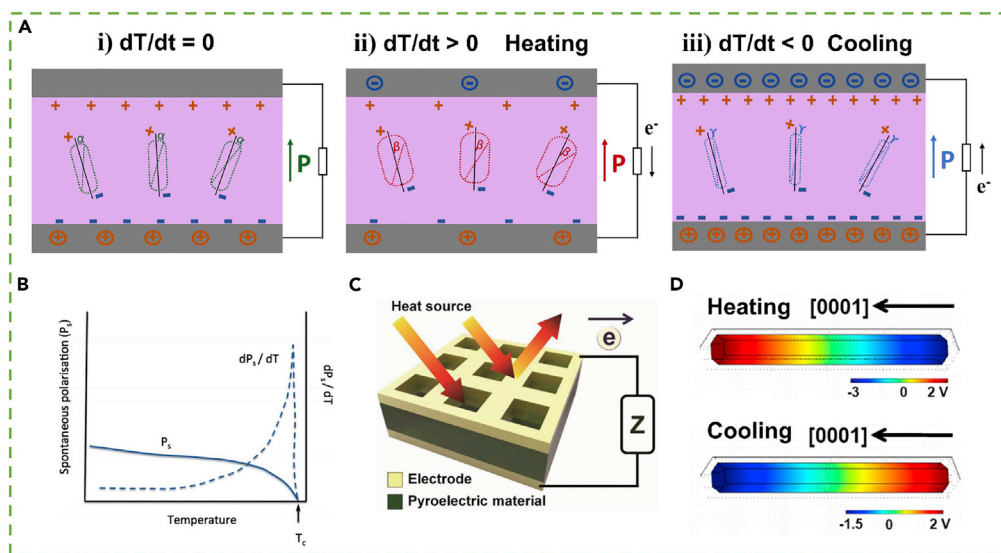 A
i) dT/dt = 0
ii) dT/dt > 0 Heating
iii) dT/dt < 0 Cooling
+ + + + + + +
α α α
P
- - - - - - -
+ + + + +
- - -
+ + + +
β β β
P
e-
- - - -
+ + +
- - - - - - - - -
+ + + + + + + + + +
γ γ γ
P
e-
+ + + + + + + + +
B
Spontaneous polarisation (Ps)
dPs / dT
Ps
dPs / dT
Temperature
Tc
C
Heat source
e
Z
Electrode
Pyroelectric material
D
Heating [0001]
-3 0 2 V
Cooling [0001]
-1.5 0 2 V